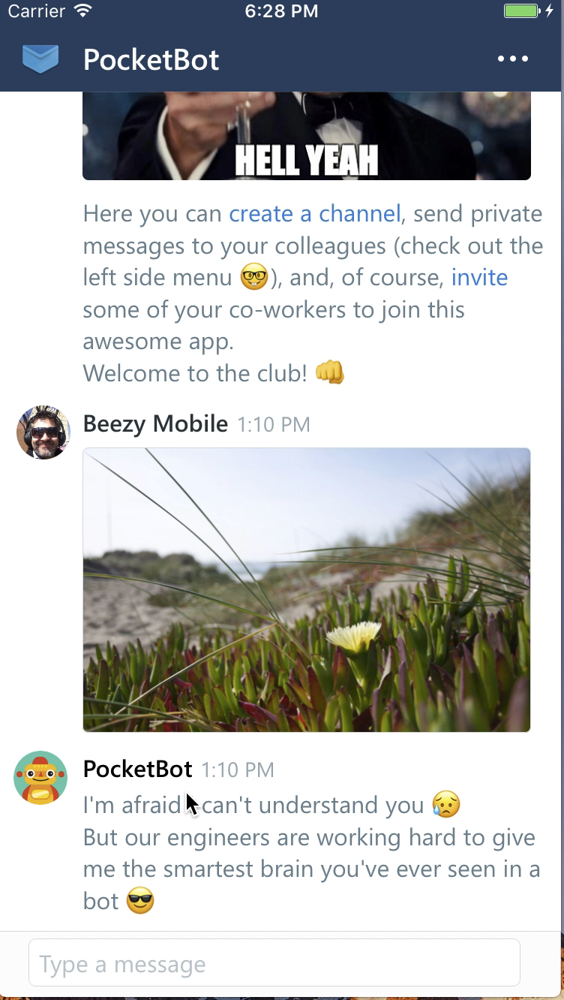 Carrier 6:28 PM
PocketBot
HELL YEAH
Here you can create a channel, send private
messages to your colleagues (check out the
left side menu 🤓), and, of course, invite
some of your co-workers to join this
awesome app.
Welcome to the club! 👊
Beezy Mobile 1:10 PM
PocketBot 1:10 PM
I'm afraid can't understand you 😥
But our engineers are working hard to give
me the smartest brain you've ever seen in a
bot 😎
Type a message